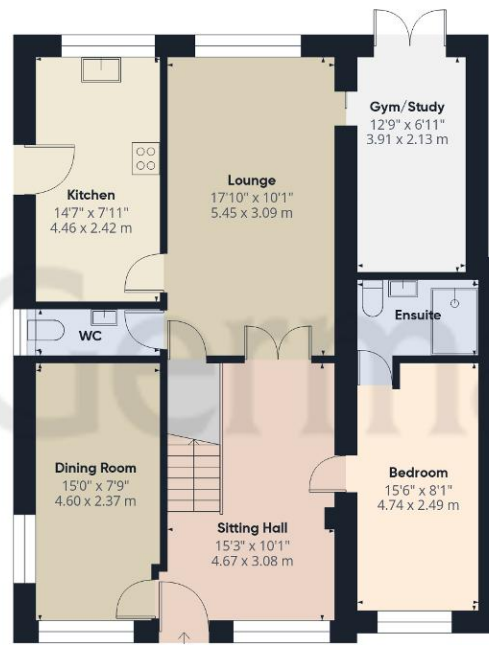 Gym/Study
12'9" x 6'11"
3.91 x 2.13 m
Lounge
17'10" x 10'1"
5.45 x 3.09 m
Kitchen
14'7" x 7'11"
4.46 x 2.42 m
Ensuite
WC
Germ
Dining Room
15'0" x 7'9"
4.60 x 2.37 m
Bedroom
15'6" x 8'1"
4.74 x 2.49 m
Sitting Hall
15'3" x 10'1"
4.67 x 3.08 m